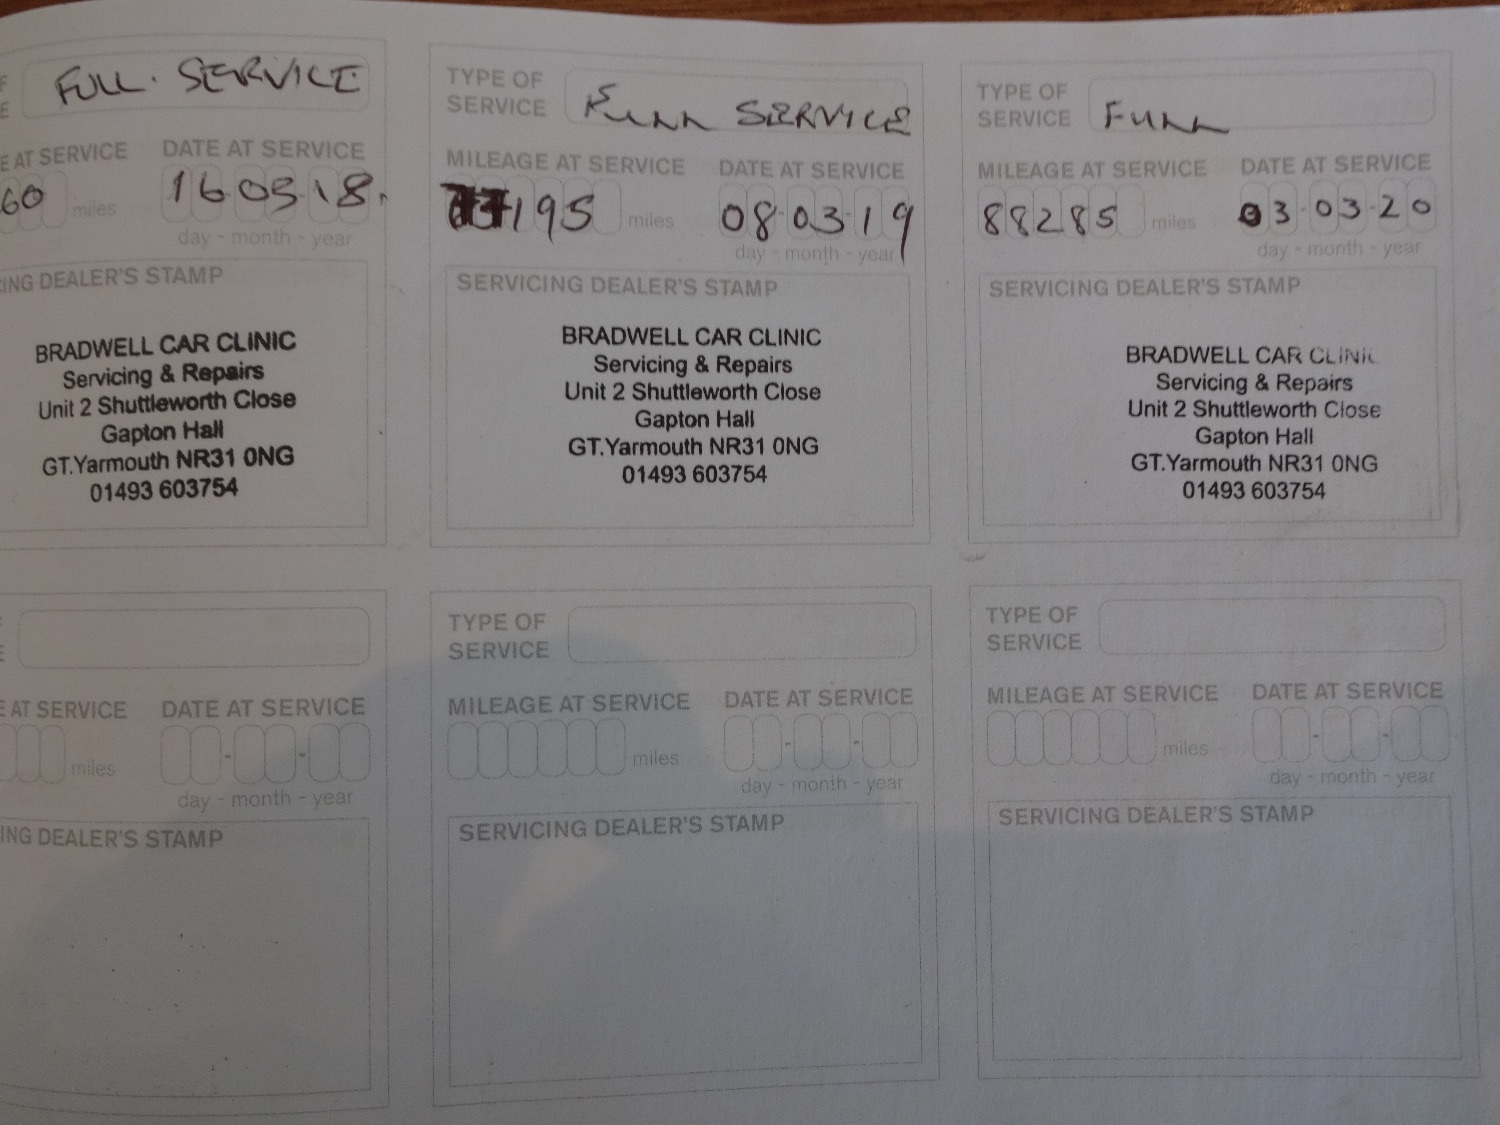 FULL. SERVICE
E AT SERVICE
DATE AT SERVICE
60 miles
160518.
day - month - year
ING DEALER'S STAMP
BRADWELL CAR CLINIC
Servicing & Repairs
Unit 2 Shuttleworth Close
Gapton Hall
GT.Yarmouth NR31 0NG
01493 603754
TYPE OF
SERVICE
FULL SERVICE
MILEAGE AT SERVICE
DATE AT SERVICE
195 miles
08-03-19
day - month - year
SERVICING DEALER'S STAMP
BRADWELL CAR CLINIC
Servicing & Repairs
Unit 2 Shuttleworth Close
Gapton Hall
GT.Yarmouth NR31 0NG
01493 603754
TYPE OF
SERVICE
FULL
MILEAGE AT SERVICE
DATE AT SERVICE
88285 miles
03-03-20
day - month - year
SERVICING DEALER'S STAMP
BRADWELL CAR CLINIC
Servicing & Repairs
Unit 2 Shuttleworth Close
Gapton Hall
GT.Yarmouth NR31 0NG
01493 603754
E AT SERVICE
DATE AT SERVICE
miles
day - month - year
ING DEALER'S STAMP
TYPE OF
SERVICE
MILEAGE AT SERVICE
DATE AT SERVICE
miles
day - month - year
SERVICING DEALER'S STAMP
TYPE OF
SERVICE
MILEAGE AT SERVICE
DATE AT SERVICE
miles
day - month - year
SERVICING DEALER'S STAMP